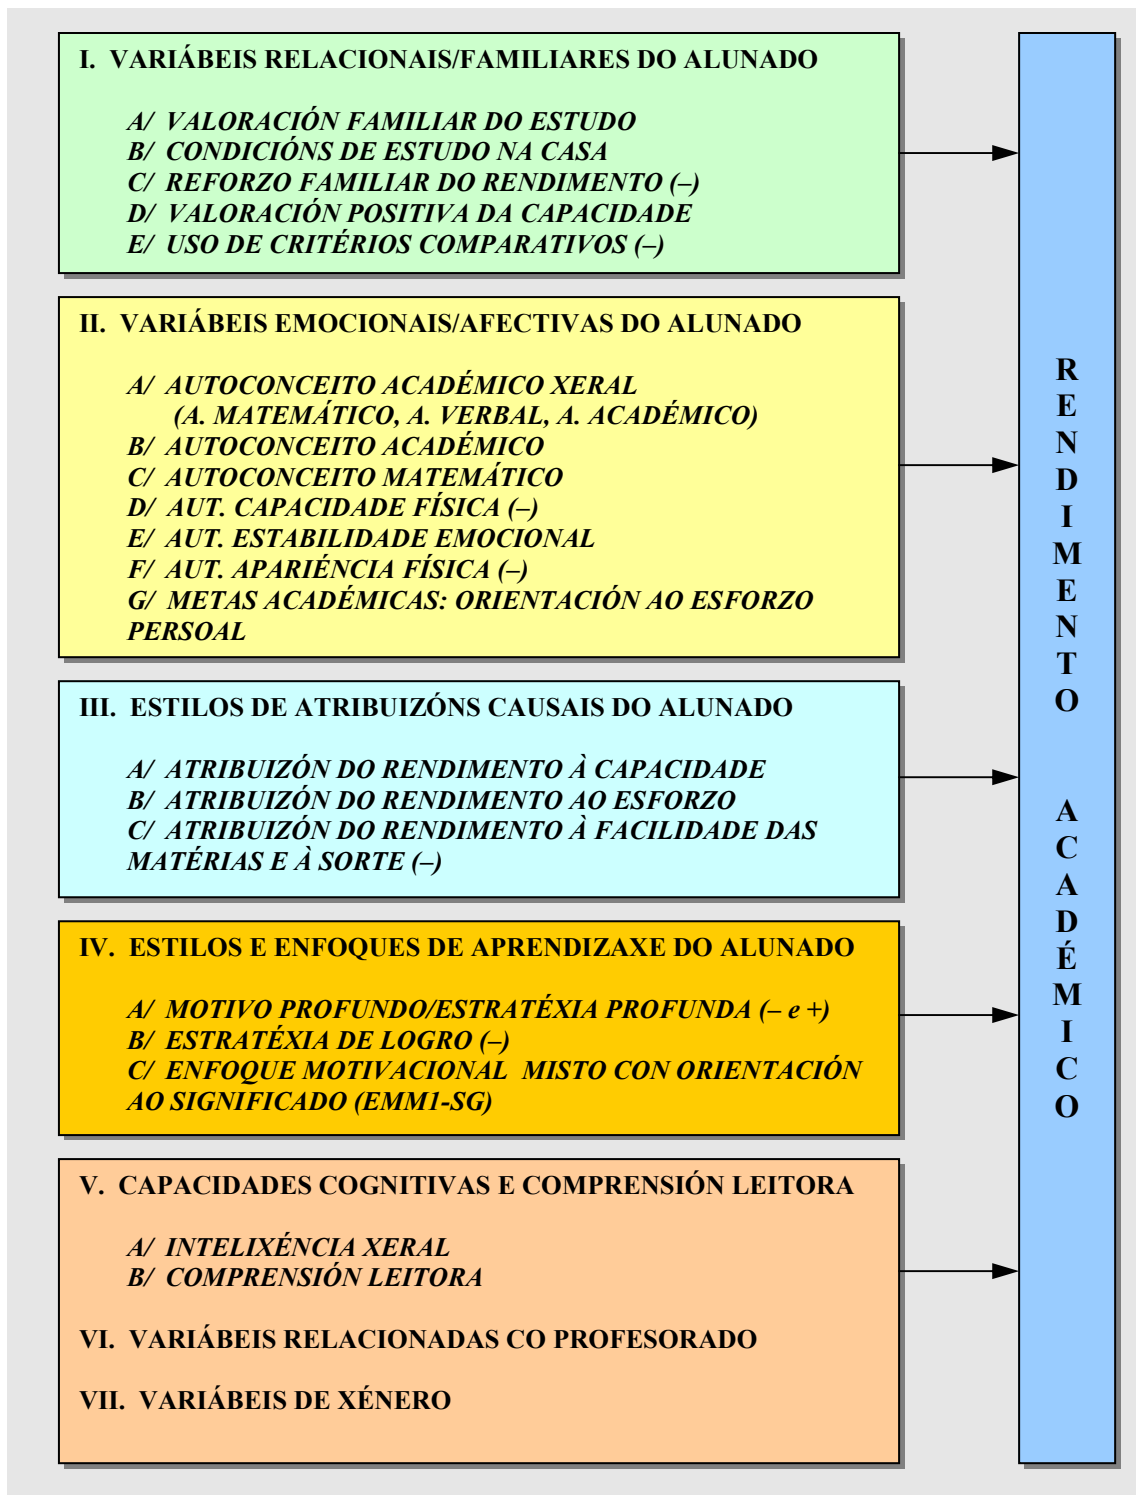 I. VARIÁBEIS RELACIONAIS/FAMILIARES DO ALUNADO
A/ VALORACIÓN FAMILIAR DO ESTUDO
B/ CONDICIÓNS DE ESTUDO NA CASA
C/ REFORZO FAMILIAR DO RENDIMENTO (–)
D/ VALORACIÓN POSITIVA DA CAPACIDADE
E/ USO DE CRITÉRIOS COMPARATIVOS (–)
II. VARIÁBEIS EMOCIONAIS/AFECTIVAS DO ALUNADO
A/ AUTOCONCEITO ACADÉMICO XERAL
(A. MATEMÁTICO, A. VERBAL, A. ACADÉMICO)
B/ AUTOCONCEITO ACADÉMICO
C/ AUTOCONCEITO MATEMÁTICO
D/ AUT. CAPACIDADE FÍSICA (–)
E/ AUT. ESTABILIDADE EMOCIONAL
F/ AUT. APARIÉNCIA FÍSICA (–)
G/ METAS ACADÉMICAS: ORIENTACIÓN AO ESFORZO
PERSOAL
III. ESTILOS DE ATRIBUIZÓNS CAUSAIS DO ALUNADO
A/ ATRIBUIZÓN DO RENDIMENTO À CAPACIDADE
B/ ATRIBUIZÓN DO RENDIMENTO AO ESFORZO
C/ ATRIBUIZÓN DO RENDIMENTO À FACILIDADE DAS
MATÉRIAS E À SORTE (–)
IV. ESTILOS E ENFOQUES DE APRENDIZAXE DO ALUNADO
A/ MOTIVO PROFUNDO/ESTRATÉXIA PROFUNDA (– e +)
B/ ESTRATÉXIA DE LOGRO (–)
C/ ENFOQUE MOTIVACIONAL MISTO CON ORIENTACIÓN
AO SIGNIFICADO (EMM1-SG)
V. CAPACIDADES COGNITIVAS E COMPRENSIÓN LEITORA
A/ INTELIXÉNCIA XERAL
B/ COMPRENSIÓN LEITORA
VI. VARIÁBEIS RELACIONADAS CO PROFESORADO
VII. VARIÁBEIS DE XÉNERO
RENDIMENTO
ACADÉMICO